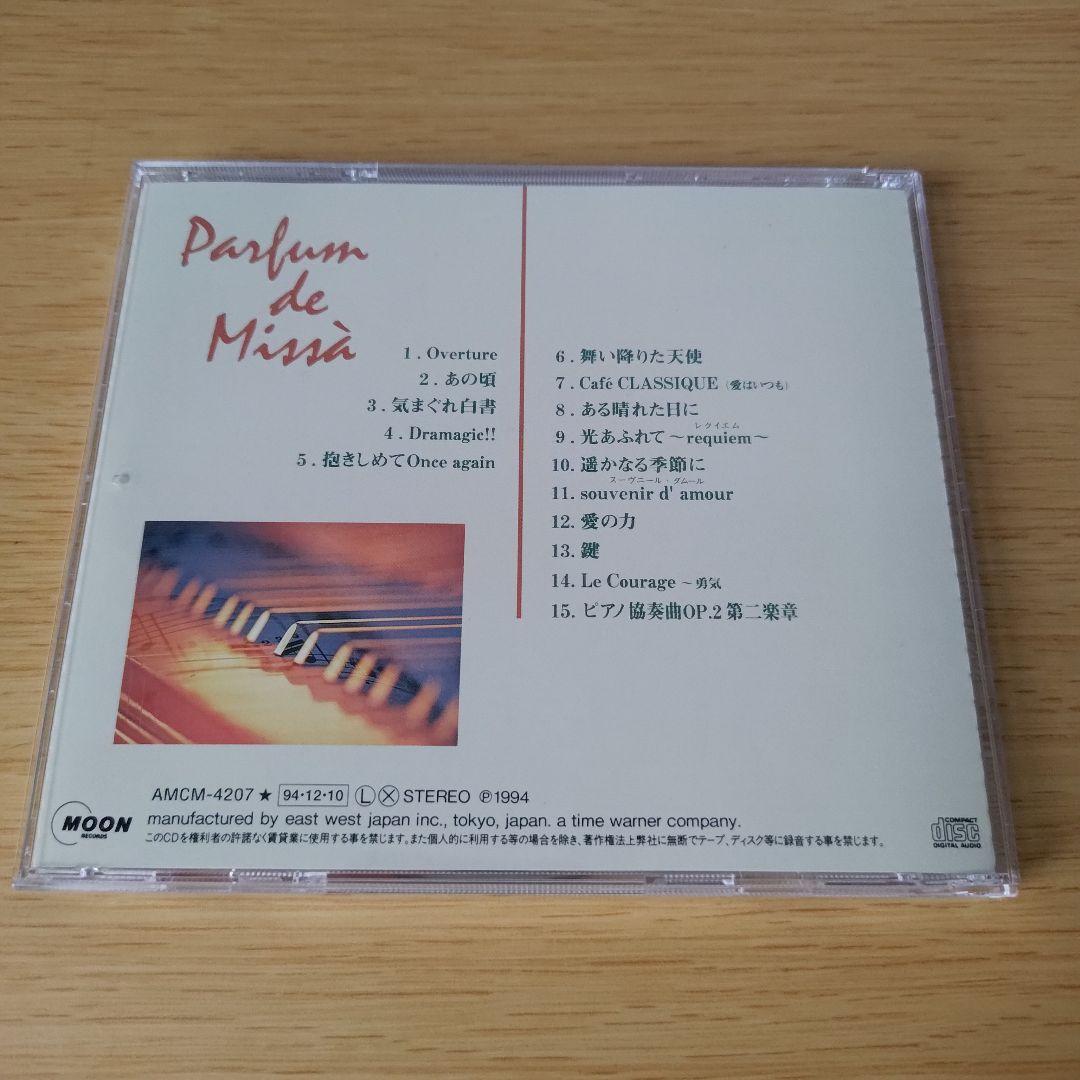 Parfum
de
Missà
1. Overture
2. あの頃
3. 気まぐれ白書
4. Dramagic!!
5. 抱きしめてOnce again
6. 舞い降りた天使
7. Café CLASSIQUE (愛はいつも)
8. ある晴れた日に
レクイエム
9. 光あふれて～requiem～
10. 遥かなる季節に
スーヴニール・ダムール
11. souvenir d' amour
12. 愛の力
13. 鍵
14. Le Courage ～勇気
15. ピアノ協奏曲OP.2 第二楽章
AMCM-4207 ★ 94・12・10 Ⓛ Ⓧ STEREO ℗1994
MOON
RECORDS
manufactured by east west japan inc., tokyo, japan. a time warner company.
このCDを権利者の許諾なく賃貸業に使用する事を禁じます。また個人的に利用する等の場合を除き、著作権法上弊社に無断でテープ、ディスク等に録音する事を禁じます。
COMPACT
disc
DIGITAL AUDIO